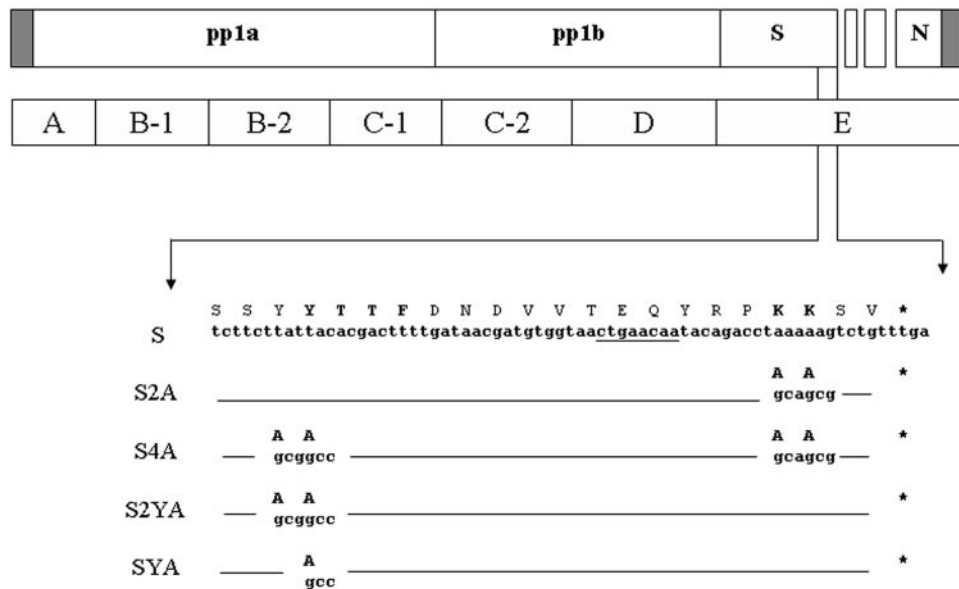 pp1a pp1b S N
A B-1 B-2 C-1 C-2 D E
S S Y Y T T F D N D V V T E Q Y R P K K S V *
S tcttcttattacacgacttttgataacgatgtggtaactgaacaatacagacctaaaaagtctgtttga
A A *
S2A gcagcg
A A A A *
S4A gcggcc gcagcg
A A *
S2YA gcggcc
A *
SYA gcc